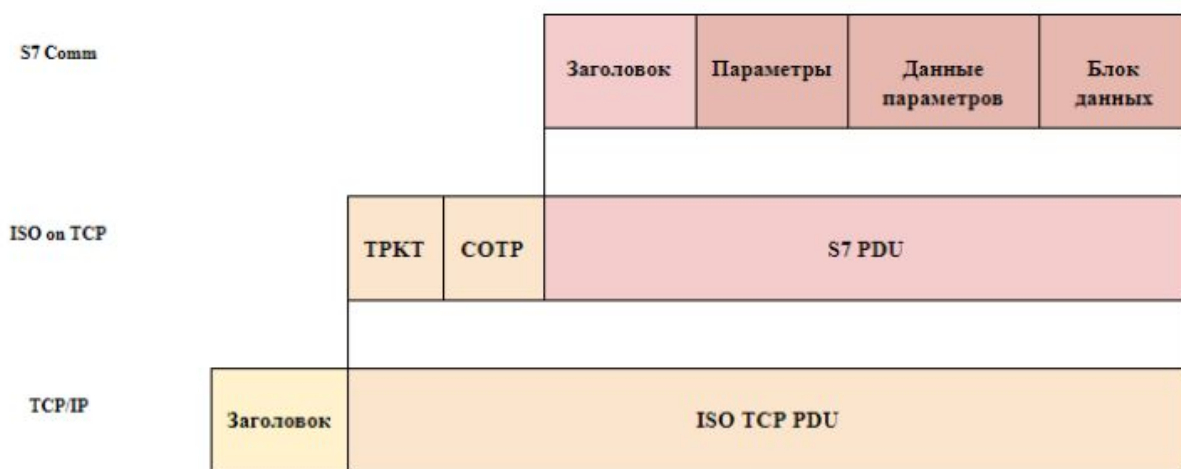 S7 Comm
Заголовок
Параметры
Данные
параметров
Блок
данных
ISO on TCP
TPKT
COTP
S7 PDU
TCP/IP
Заголовок
ISO TCP PDU